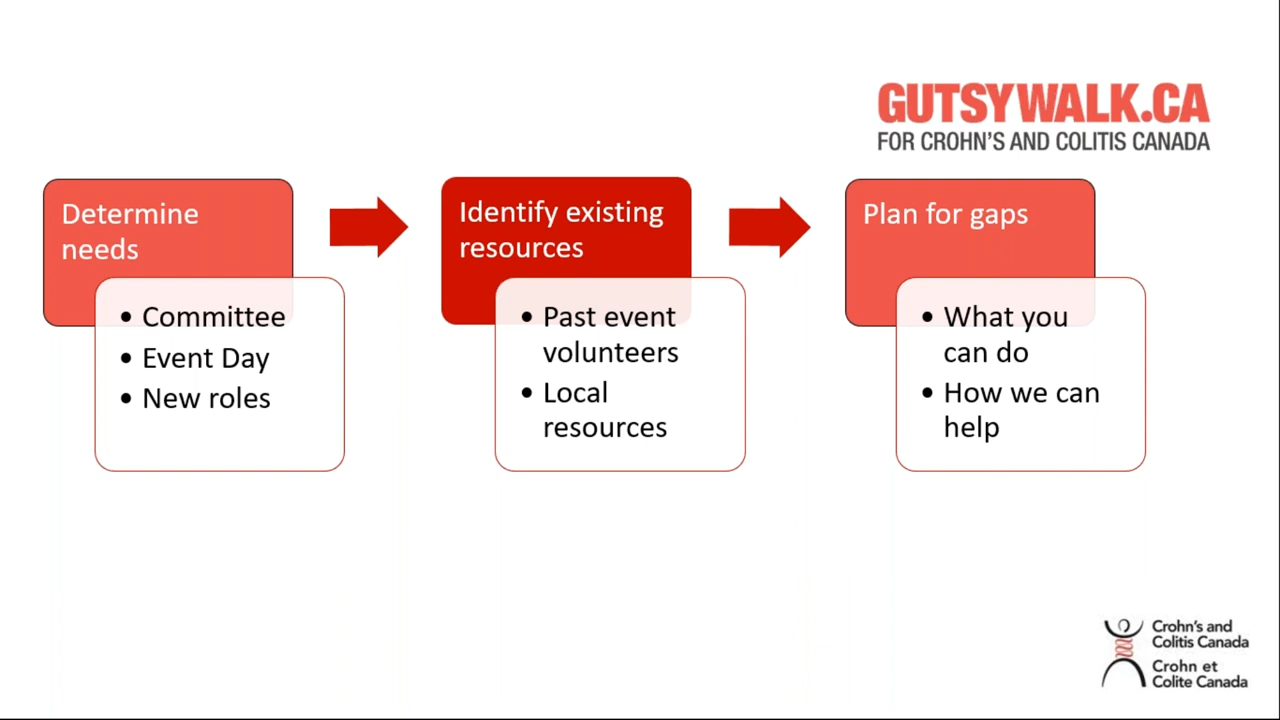 GUTSYWALK.CA
FOR CROHN'S AND COLITIS CANADA
Determine
needs
• Committee
• Event Day
• New roles
Identify existing
resources
• Past event
volunteers
• Local
resources
Plan for gaps
• What you
can do
• How we can
help
Crohn's and
Colitis Canada
Crohn et
Colite Canada